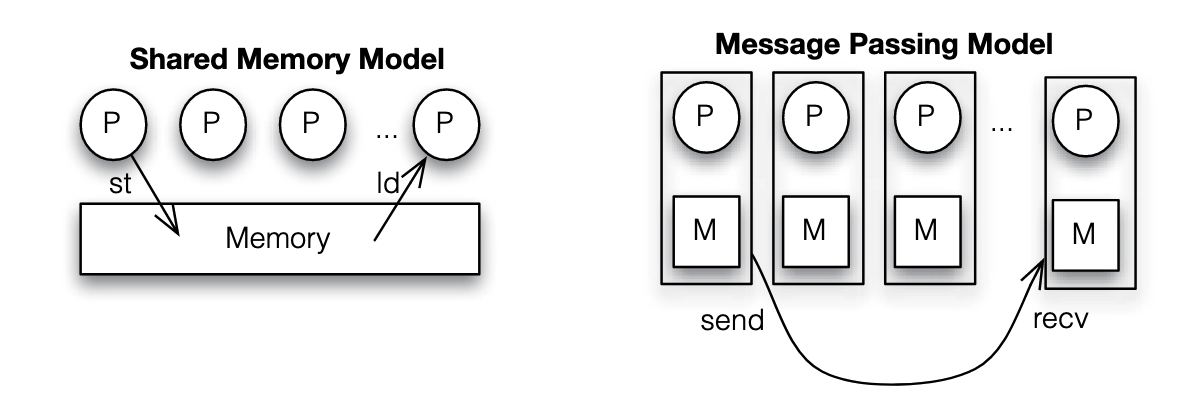 Shared Memory Model
P P P ... P
st ld
Memory
Message Passing Model
P P P ... P
M M M M
send recv